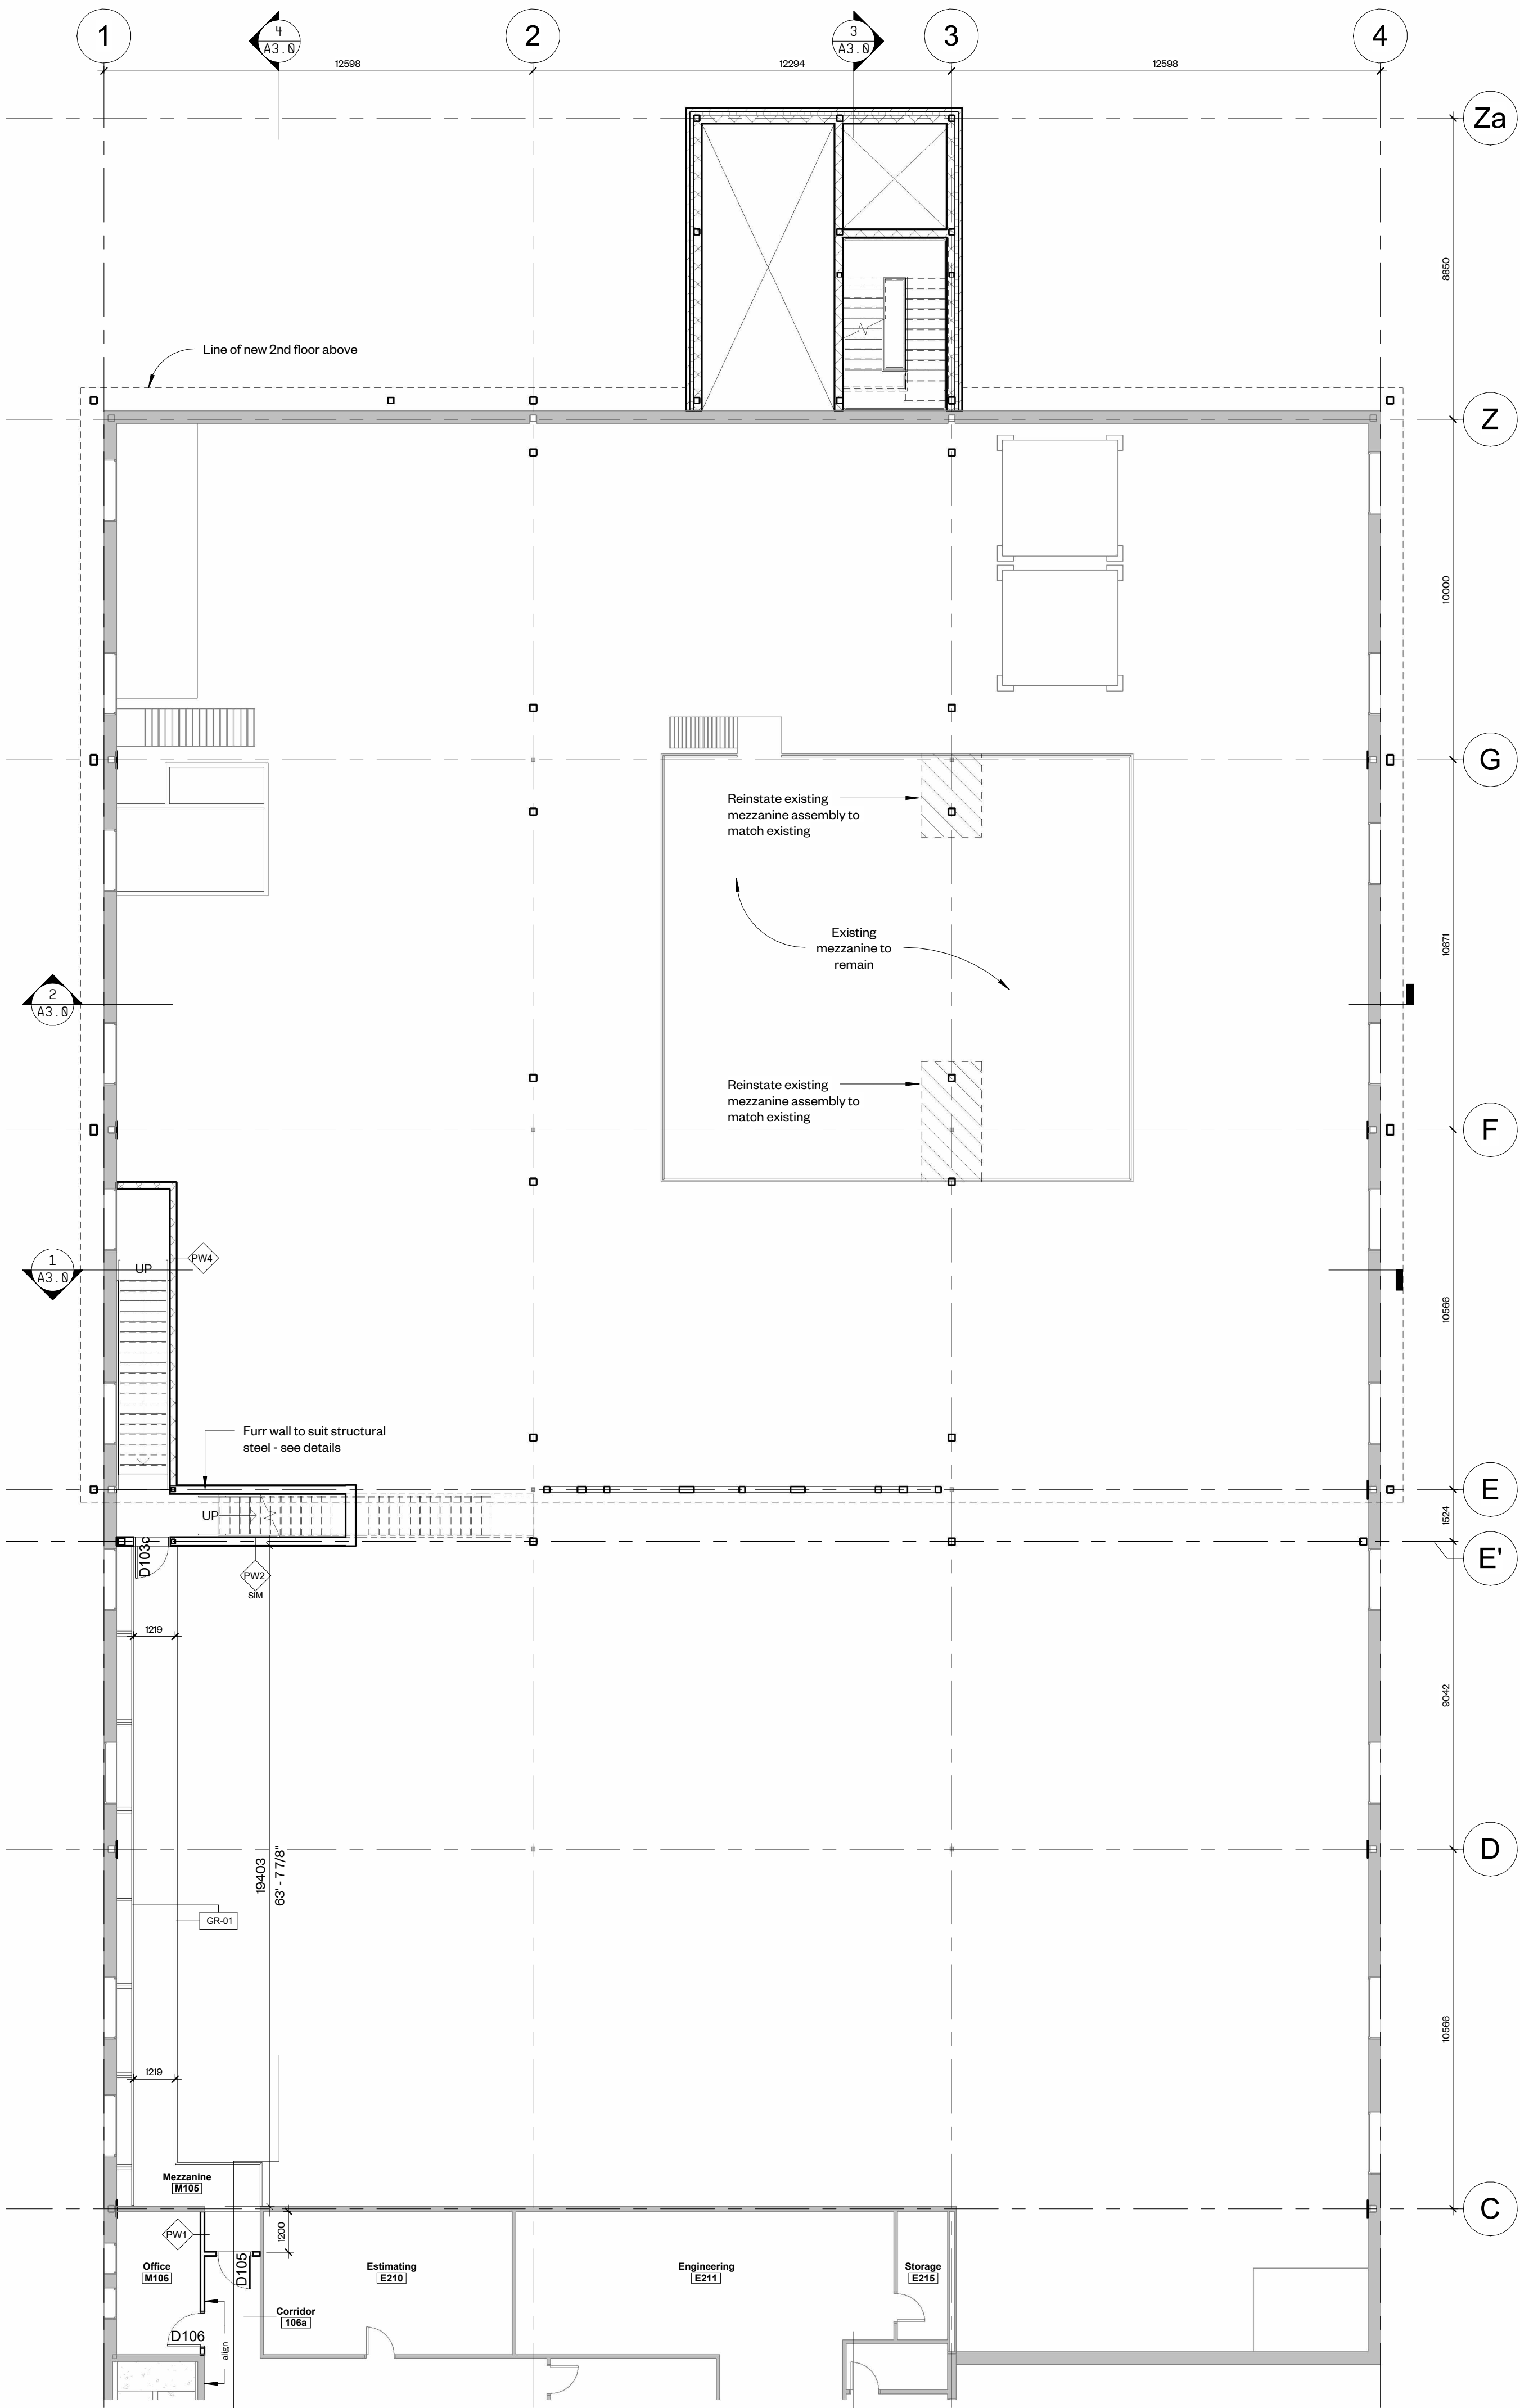 1
4
A3.0
2
3
A3.0
3
4
12598
12294
12598
Za
8850
Line of new 2nd floor above
Z
10000
G
Reinstate existing
mezzanine assembly to
match existing
Existing
mezzanine to
remain
10871
2
A3.0
Reinstate existing
mezzanine assembly to
match existing
F
PW4
1
A3.0
UP
10566
Furr wall to suit structural
steel - see details
E
UP
1524
D103c
E'
PW2
SIM
1219
9042
D
19403
63' - 7 7/8"
GR-01
10566
1219
Mezzanine
M105
C
PW1
1200
Office
M106
D105
Estimating
E210
Engineering
E211
Storage
E215
Corridor
106a
D106
align